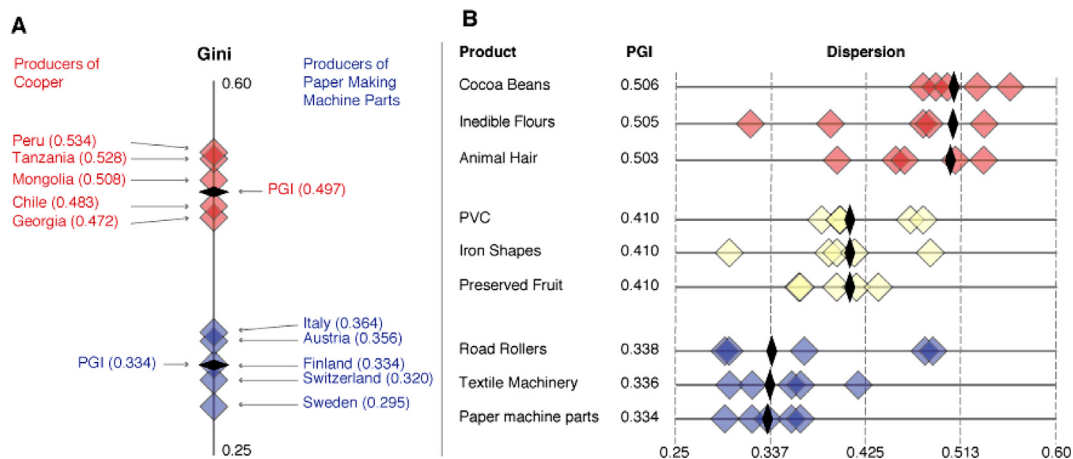 A
Gini
Producers of
Cooper
Producers of
Paper Making
Machine Parts
0.60
Peru (0.534)
Tanzania (0.528)
Mongolia (0.508)
PGI (0.497)
Chile (0.483)
Georgia (0.472)
Italy (0.364)
Austria (0.356)
PGI (0.334)
Finland (0.334)
Switzerland (0.320)
Sweden (0.295)
0.25
B
Product PGI Dispersion
Cocoa Beans 0.506
Inedible Flours 0.505
Animal Hair 0.503
PVC 0.410
Iron Shapes 0.410
Preserved Fruit 0.410
Road Rollers 0.338
Textile Machinery 0.336
Paper machine parts 0.334
0.25 0.337 0.425 0.513 0.60